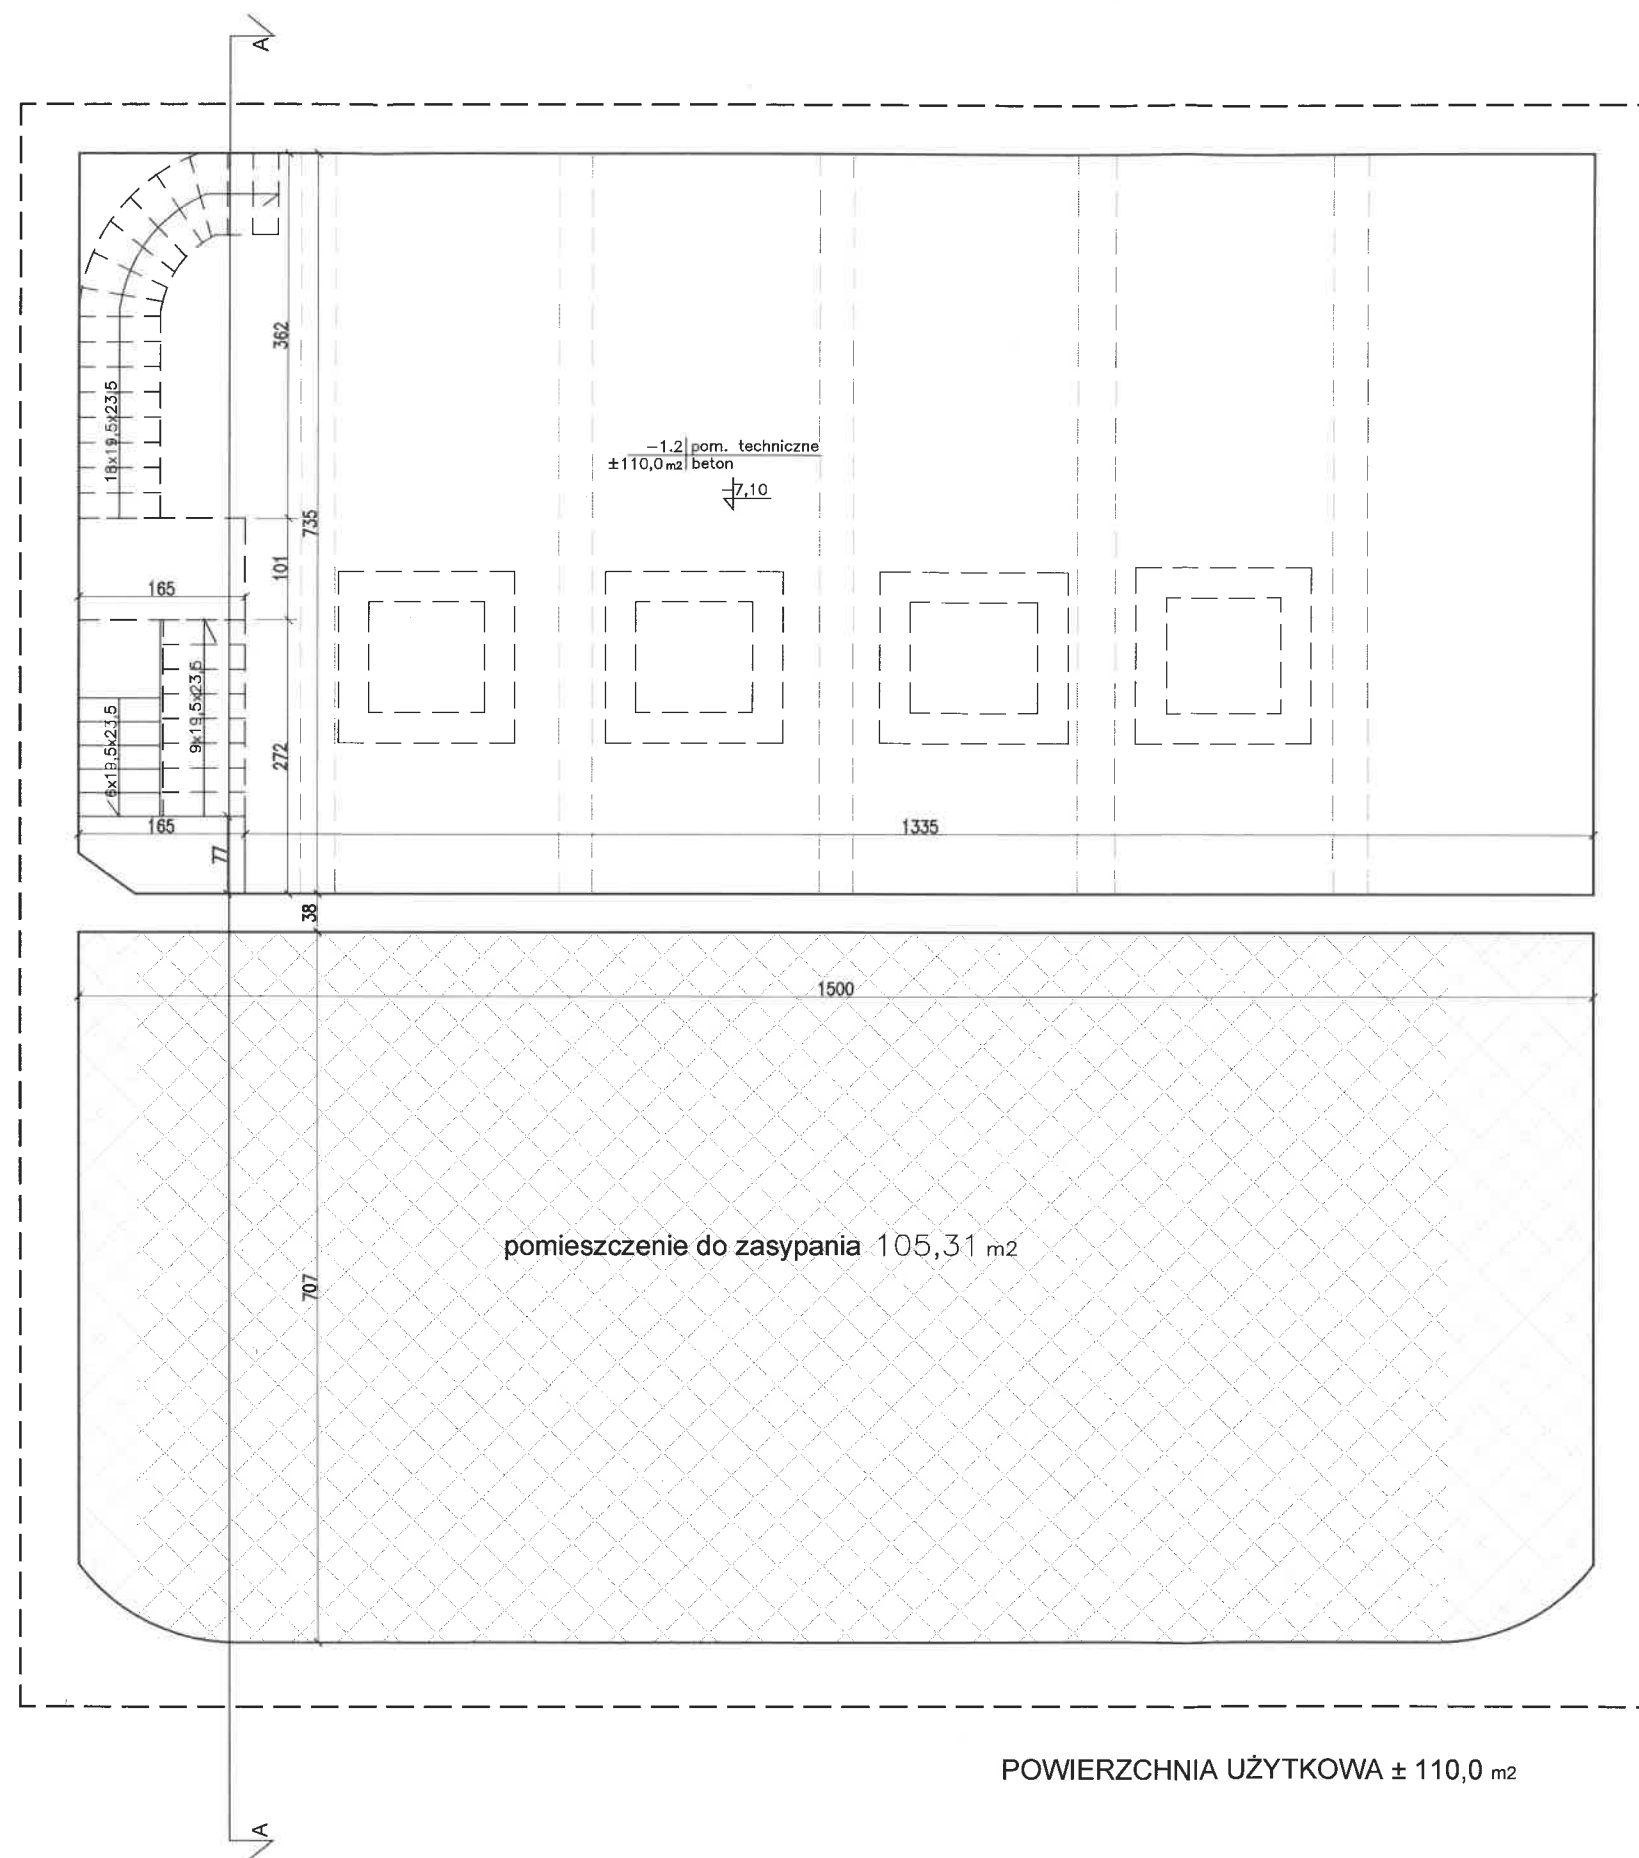 A
362
18x19,5x23,5
−1.2 pom. techniczne
±110,0 m2 beton
−7,10
735
101
165
9x19,5x23,5
6x19,5x23,5
272
165
1335
77
38
1500
pomieszczenie do zasypania 105,31 m2
707
POWIERZCHNIA UŻYTKOWA ± 110,0 m2
A